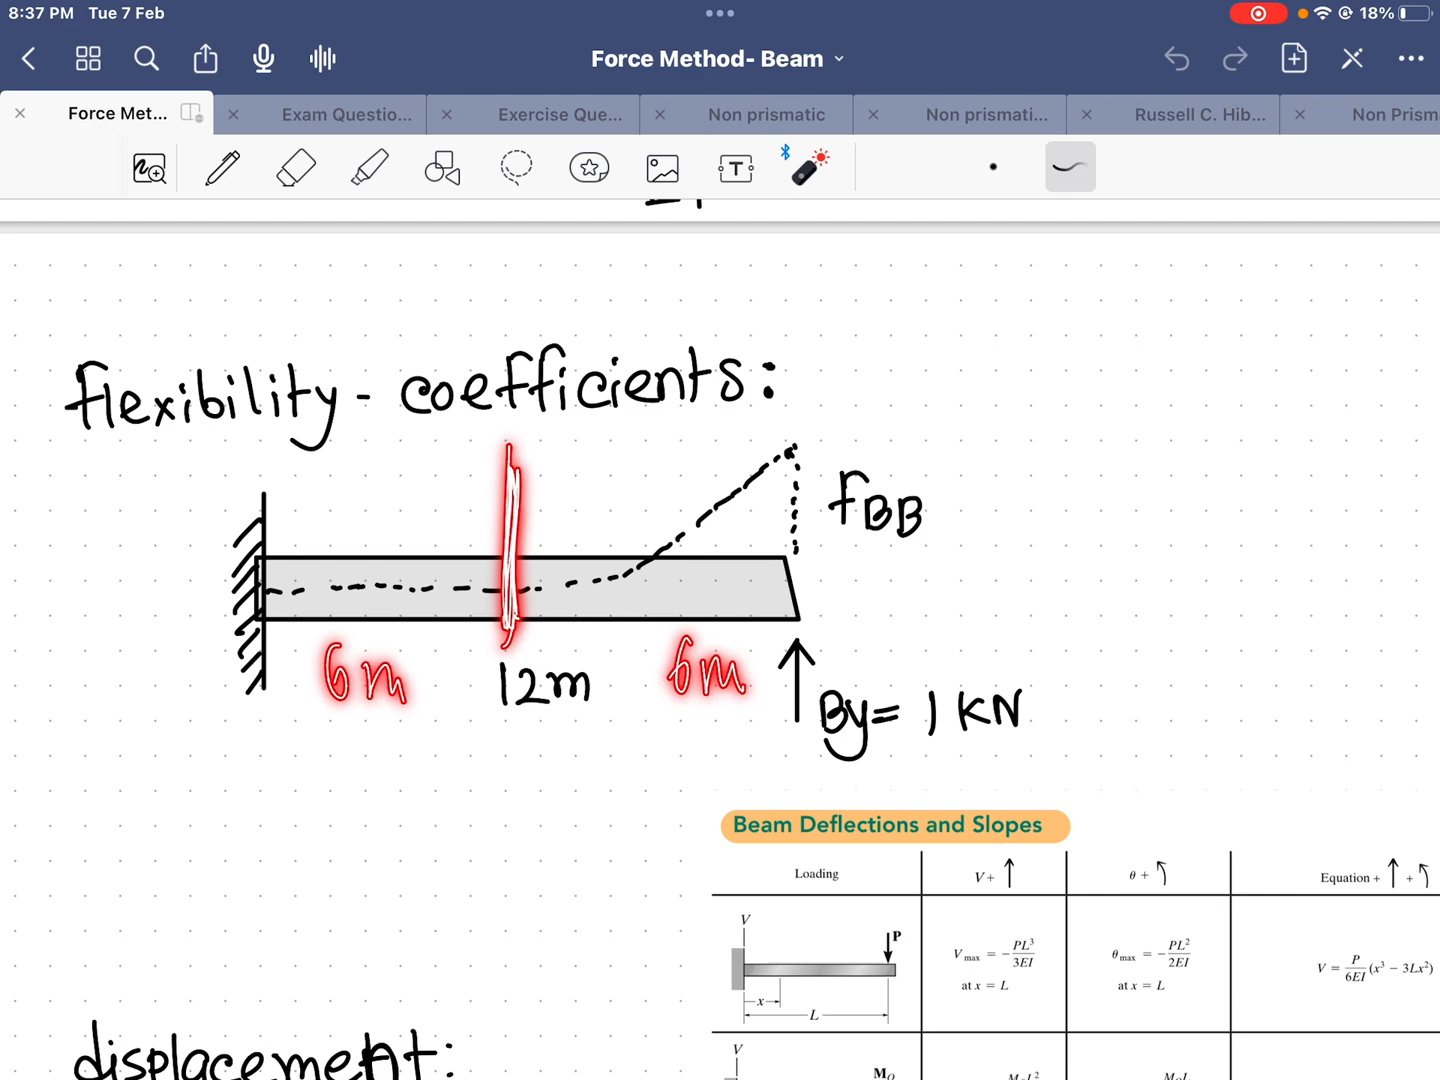 8:37 PM Tue 7 Feb
18%
Force Method- Beam
Force Met...
Exam Questio...
Exercise Que...
Non prismatic
Non prismati...
Russell C. Hib...
Non Prism
T
flexibility - coefficients:
fBB
6m
12m
6m
By = 1 KN
Beam Deflections and Slopes
Loading
V + ↑
θ +
Equation + ↑ +
V
P
x
L
Vmax = - PL³/3EI
at x = L
θmax = - PL²/2EI
at x = L
V = P/6EI (x³ - 3Lx²)
displacement:
V
MO